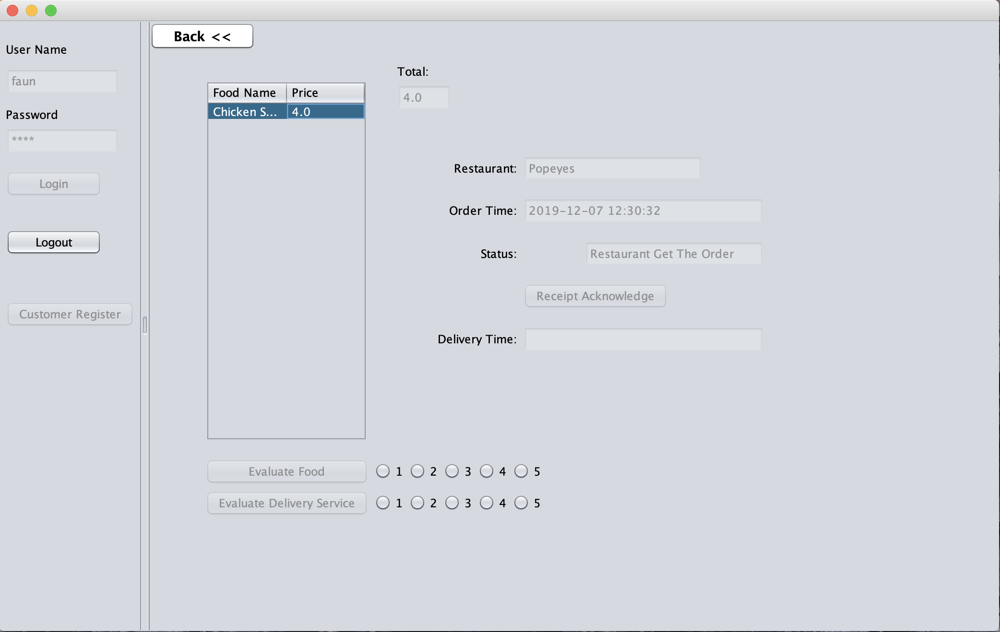 User Name
faun
Password
****
Login
Logout
Customer Register
Back <<
Food Name Price
Chicken S... 4.0
Total:
4.0
Restaurant: Popeyes
Order Time: 2019-12-07 12:30:32
Status: Restaurant Get The Order
Receipt Acknowledge
Delivery Time:
Evaluate Food 1 2 3 4 5
Evaluate Delivery Service 1 2 3 4 5